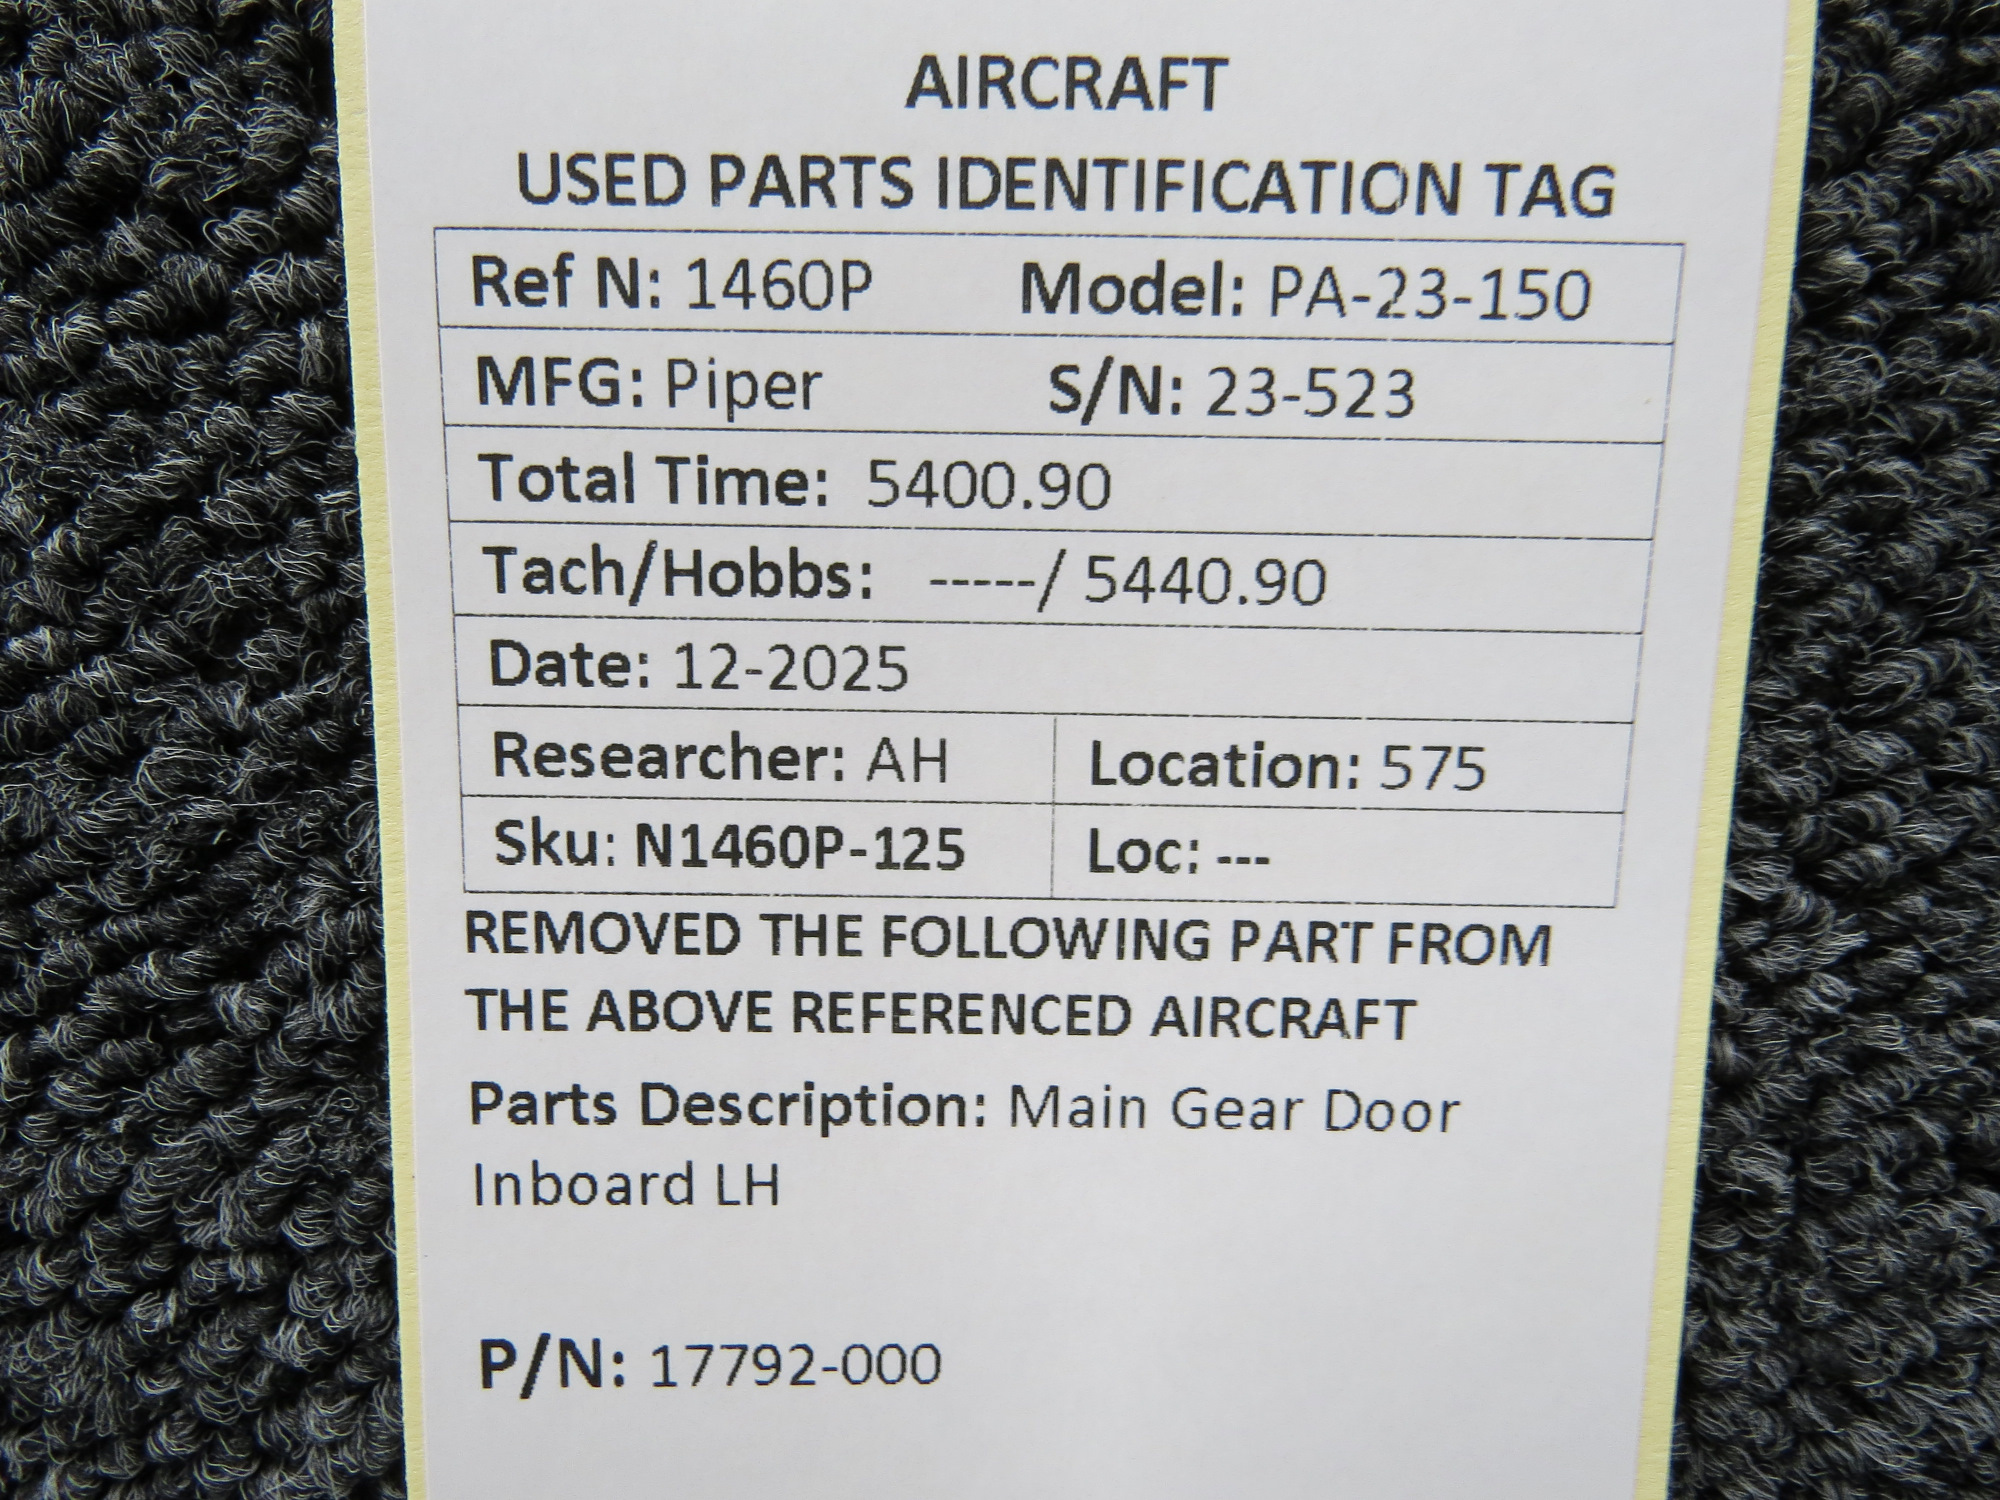 AIRCRAFT
USED PARTS IDENTIFICATION TAG
Ref N: 1460P Model: PA-23-150
MFG: Piper S/N: 23-523
Total Time: 5400.90
Tach/Hobbs: -----/ 5440.90
Date: 12-2025
Researcher: AH Location: 575
Sku: N1460P-125 Loc: ---
REMOVED THE FOLLOWING PART FROM
THE ABOVE REFERENCED AIRCRAFT
Parts Description: Main Gear Door
Inboard LH
P/N: 17792-000